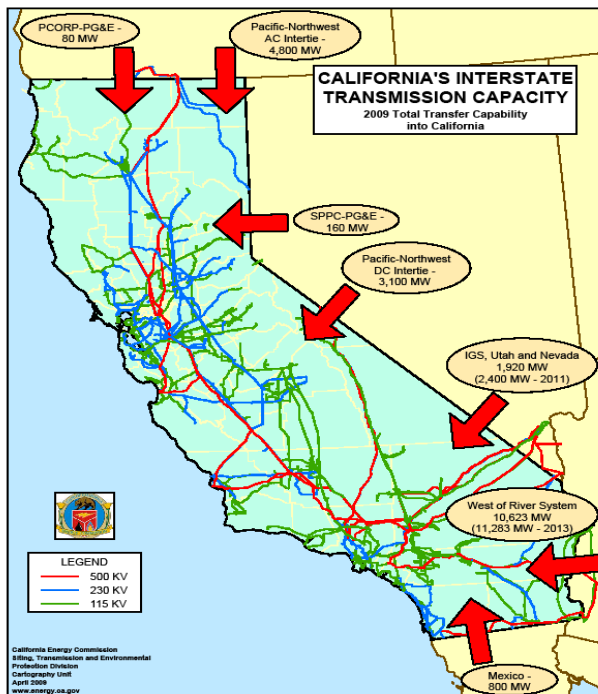 PCORP-PG&E -
80 MW
Pacific-Northwest
AC Intertie -
4,800 MW
CALIFORNIA'S INTERSTATE
TRANSMISSION CAPACITY
2009 Total Transfer Capability
into California
SPPC-PG&E -
160 MW
Pacific-Northwest
DC Intertie -
3,100 MW
IGS, Utah and Nevada
1,920 MW
(2,400 MW - 2011)
West of River System
10,623 MW
(11,283 MW - 2013)
LEGEND
500 KV
230 KV
115 KV
Mexico -
800 MW
California Energy Commission
Siting, Transmission and Environmental
Protection Division
Cartography Unit
April 2009
www.energy.ca.gov